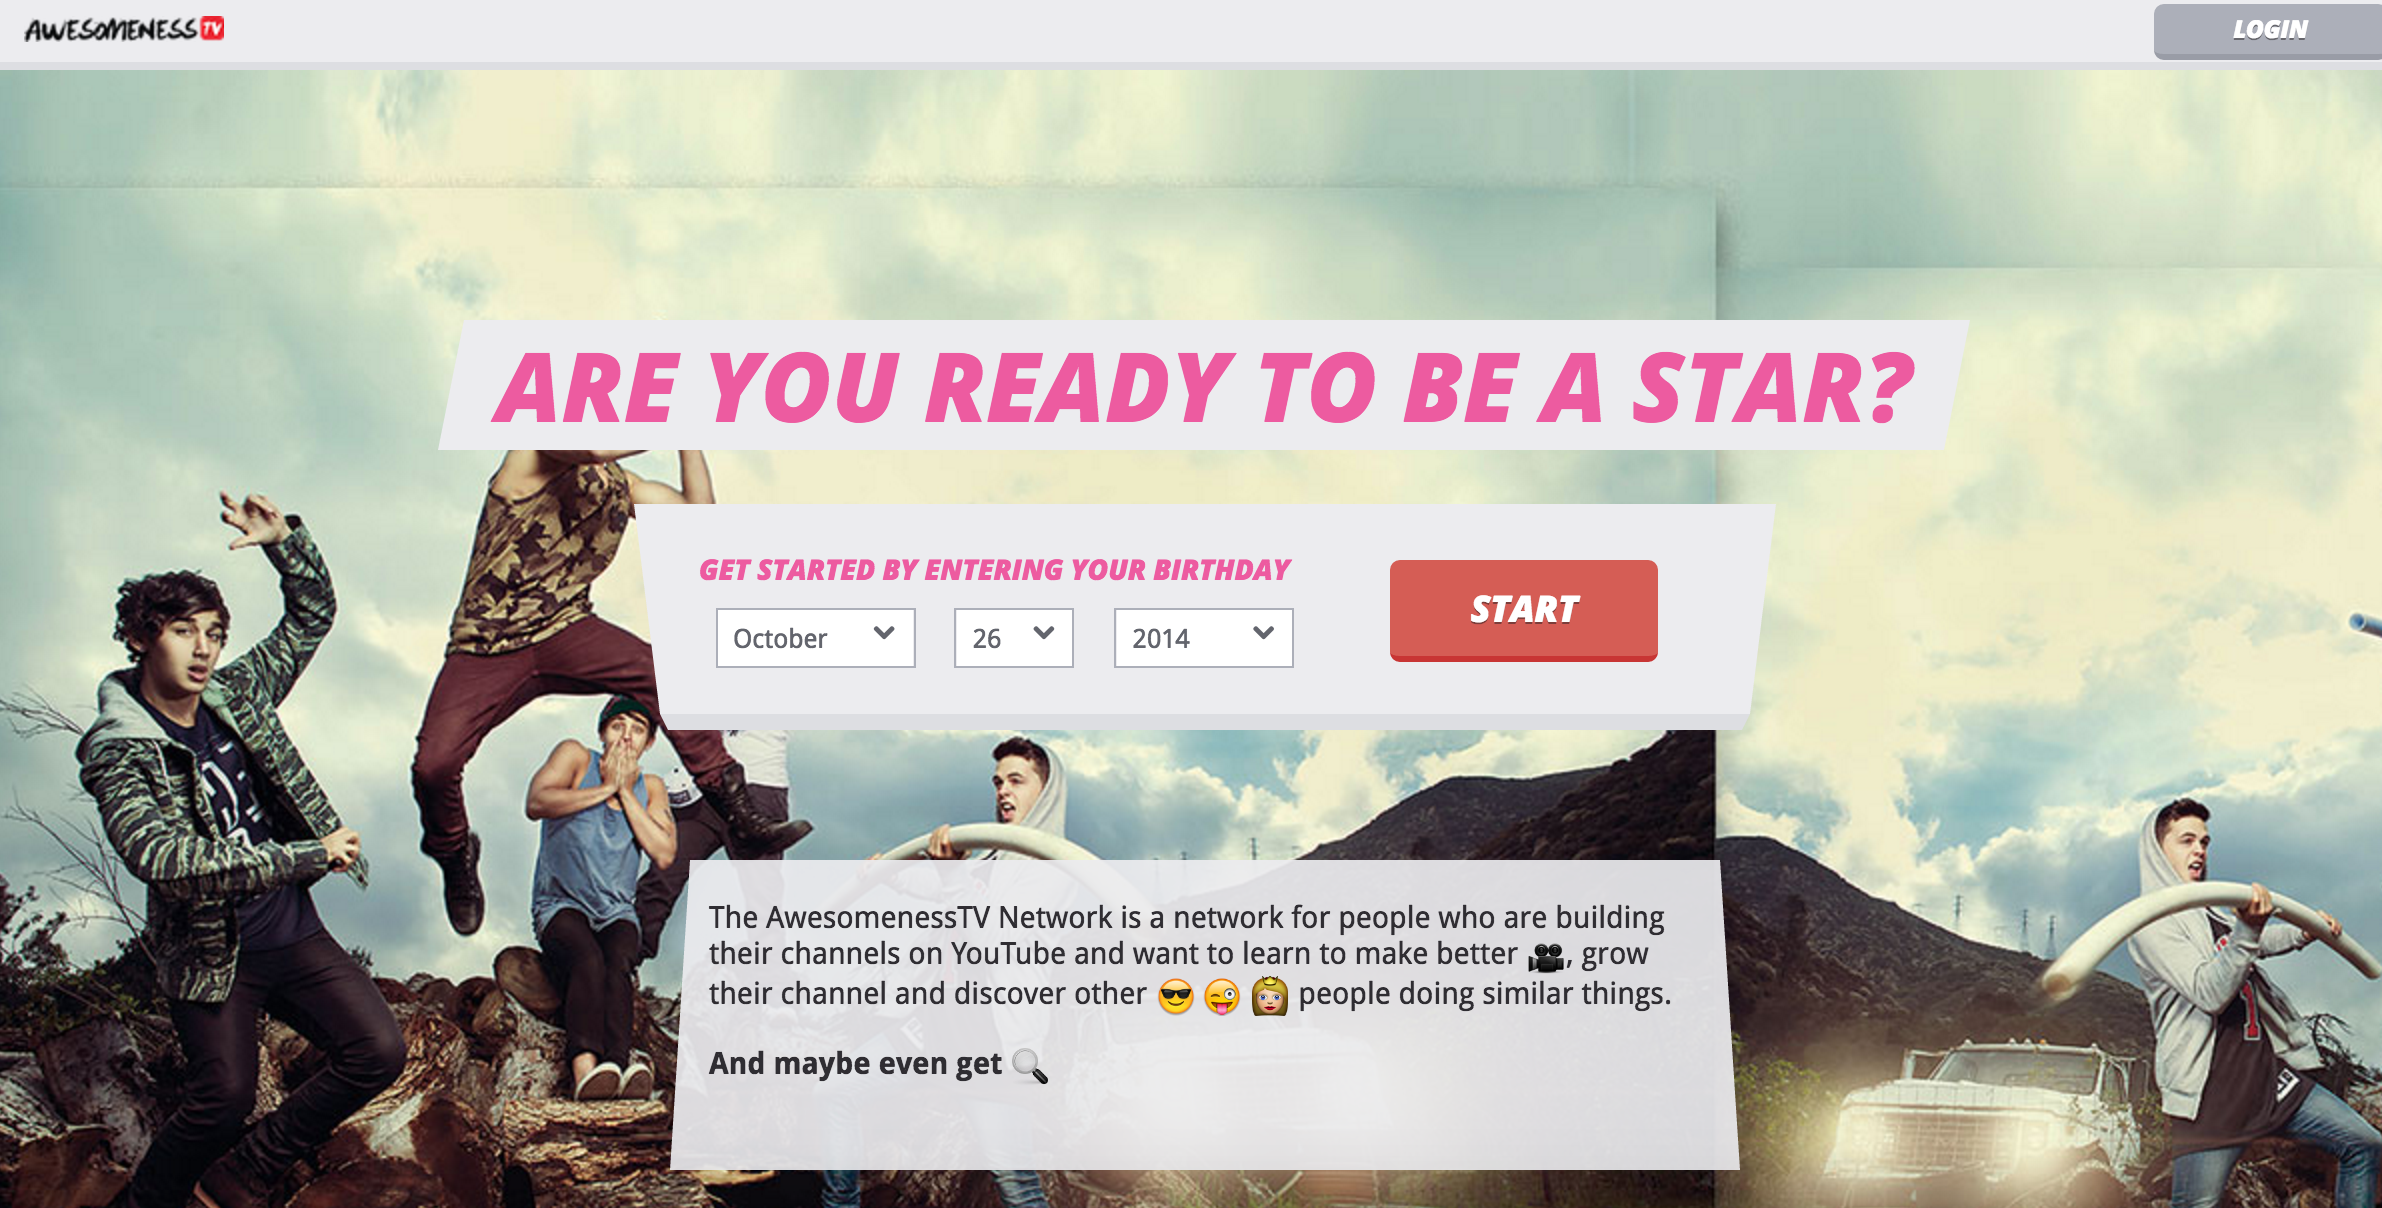 AWESOMENESS TV
LOGIN
ARE YOU READY TO BE A STAR?
GET STARTED BY ENTERING YOUR BIRTHDAY
October 26 2014
START
The AwesomenessTV Network is a network for people who are building
their channels on YouTube and want to learn to make better 🎥, grow
their channel and discover other 😎 😜 👸 people doing similar things.
And maybe even get 🔍